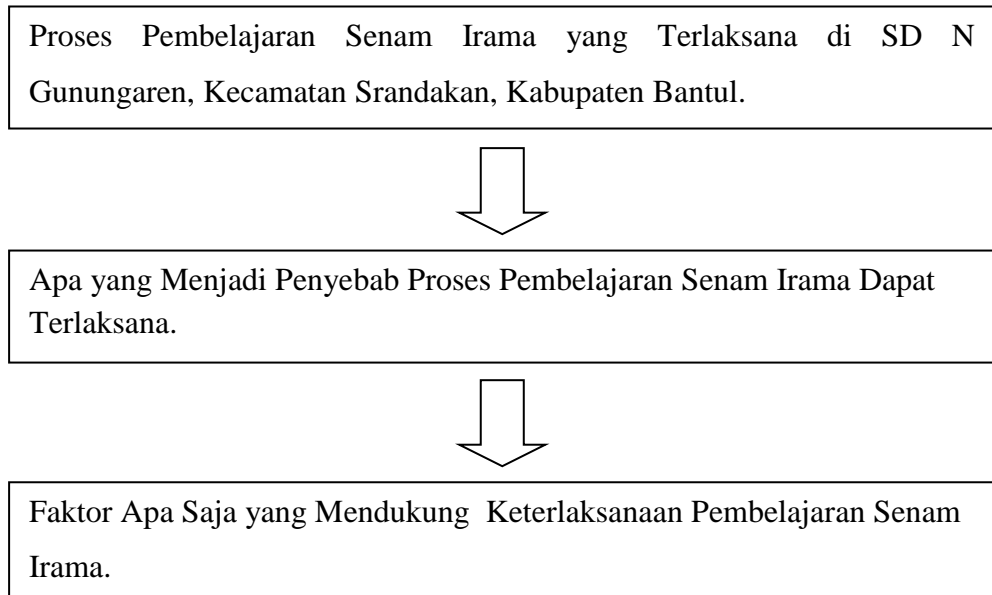 Proses Pembelajaran Senam Irama yang Terlaksana di SD N
Gunungaren, Kecamatan Srandakan, Kabupaten Bantul.
Apa yang Menjadi Penyebab Proses Pembelajaran Senam Irama Dapat
Terlaksana.
Faktor Apa Saja yang Mendukung Keterlaksanaan Pembelajaran Senam
Irama.